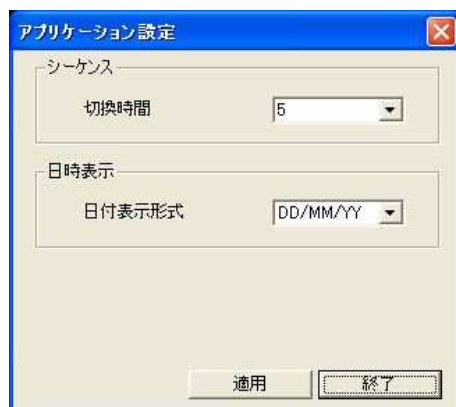 アプリケーション設定
シーケンス
切換時間 5
日時表示
日付表示形式 DD/MM/YY
適用 終了